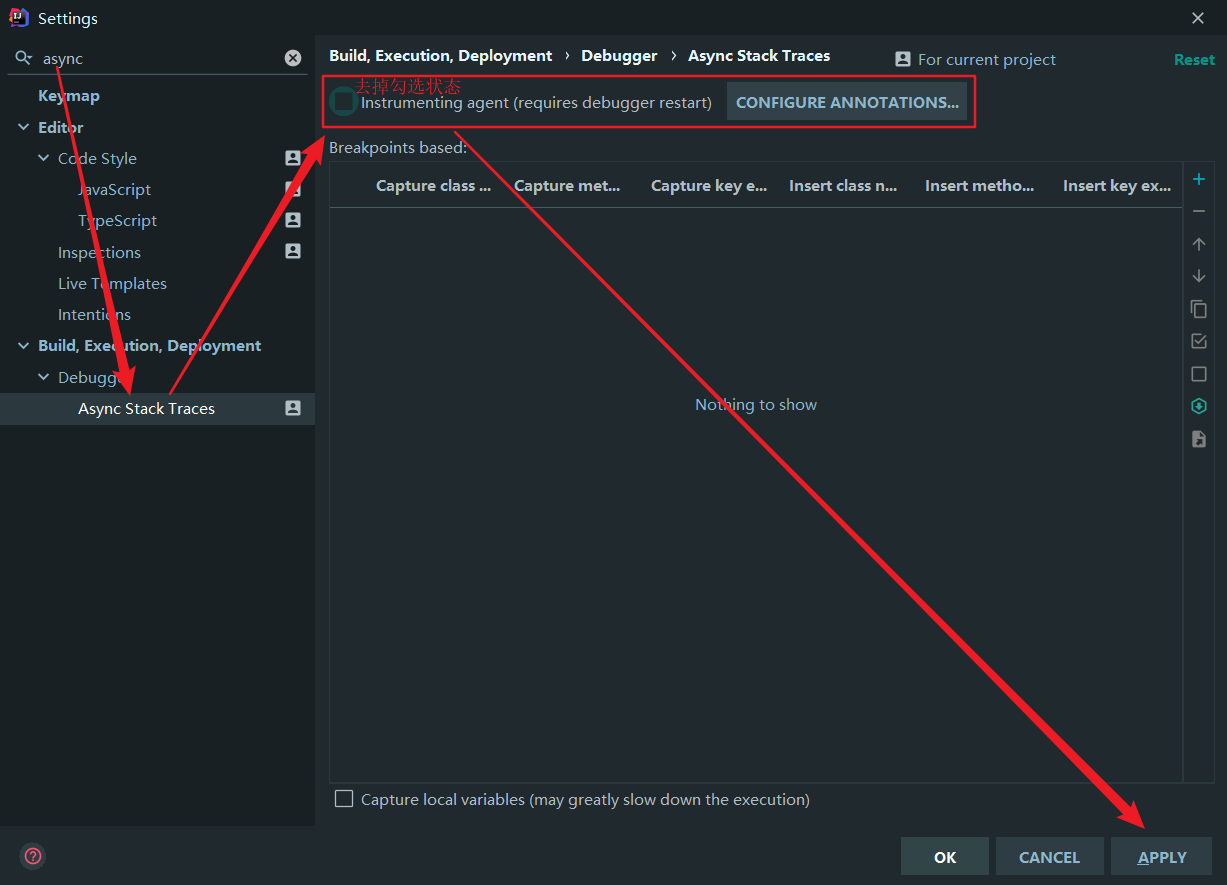 Settings
async
Keymap
Editor
Code Style
JavaScript
TypeScript
Inspections
Live Templates
Intentions
Build, Execution, Deployment
Debugger
Async Stack Traces
Build, Execution, Deployment › Debugger › Async Stack Traces
For current project
Reset
去掉勾选状态
Instrumenting agent (requires debugger restart)
CONFIGURE ANNOTATIONS...
Breakpoints based:
Capture class ... Capture met... Capture key e... Insert class n... Insert metho... Insert key ex...
Nothing to show
Capture local variables (may greatly slow down the execution)
OK
CANCEL
APPLY